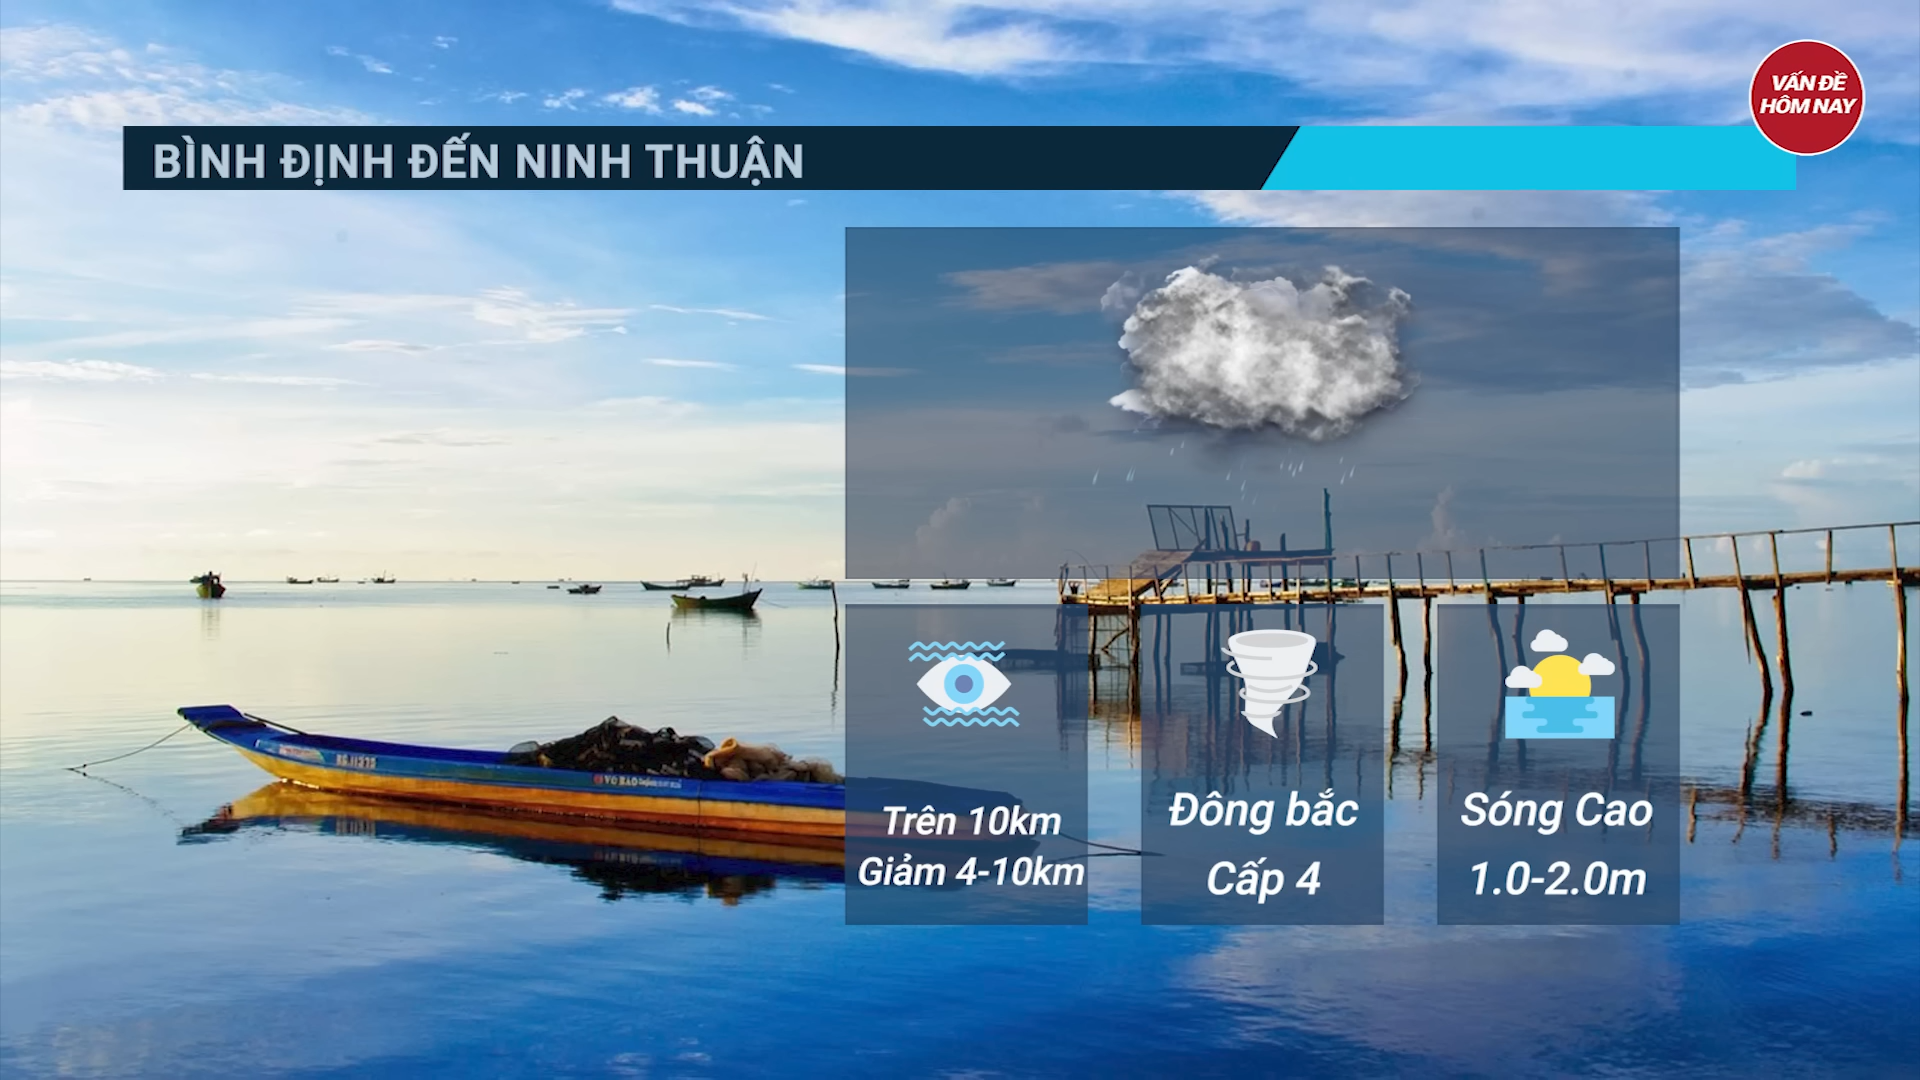 VẤN ĐỀ
HÔM NAY
BÌNH ĐỊNH ĐẾN NINH THUẬN
Trên 10km
Giảm 4-10km
Đông bắc
Cấp 4
Sóng Cao
1.0-2.0m